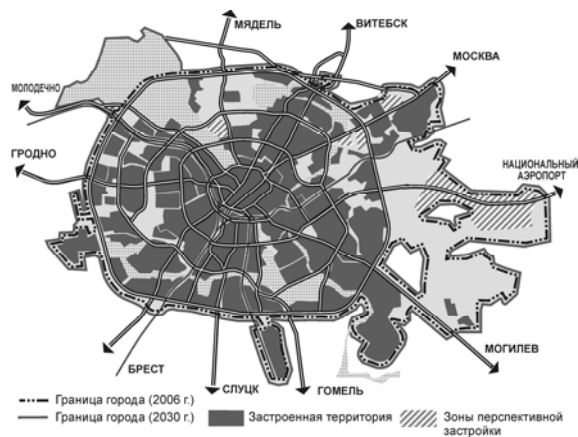 МЯДЕЛЬ
ВИТЕБСК
МОСКВА
МОЛОДЕЧНО
ГРОДНО
НАЦИОНАЛЬНЫЙ
АЭРОПОРТ
МОГИЛЕВ
БРЕСТ
СЛУЦК
ГОМЕЛЬ
Граница города (2006 г.)
Граница города (2030 г.)
Застроенная территория
Зоны перспективной
застройки